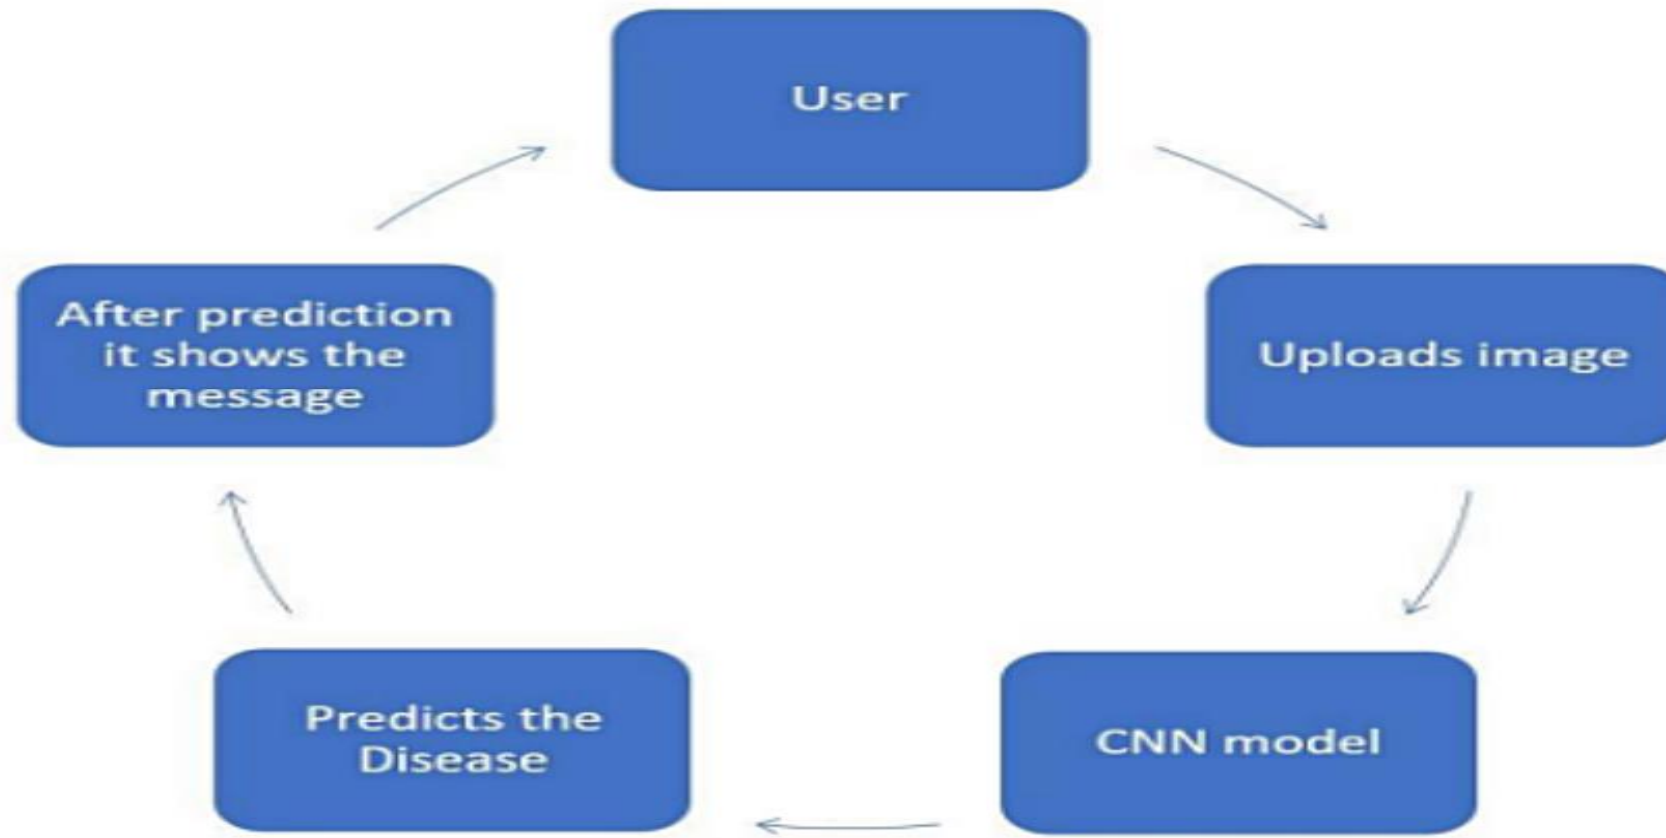 User
Uploads image
CNN model
Predicts the
Disease
After prediction
it shows the
message